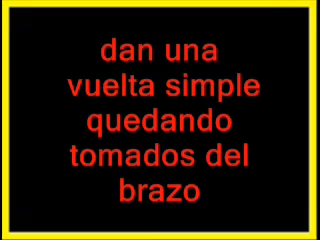 dan una
vuelta simple
quedando
tomados del
brazo